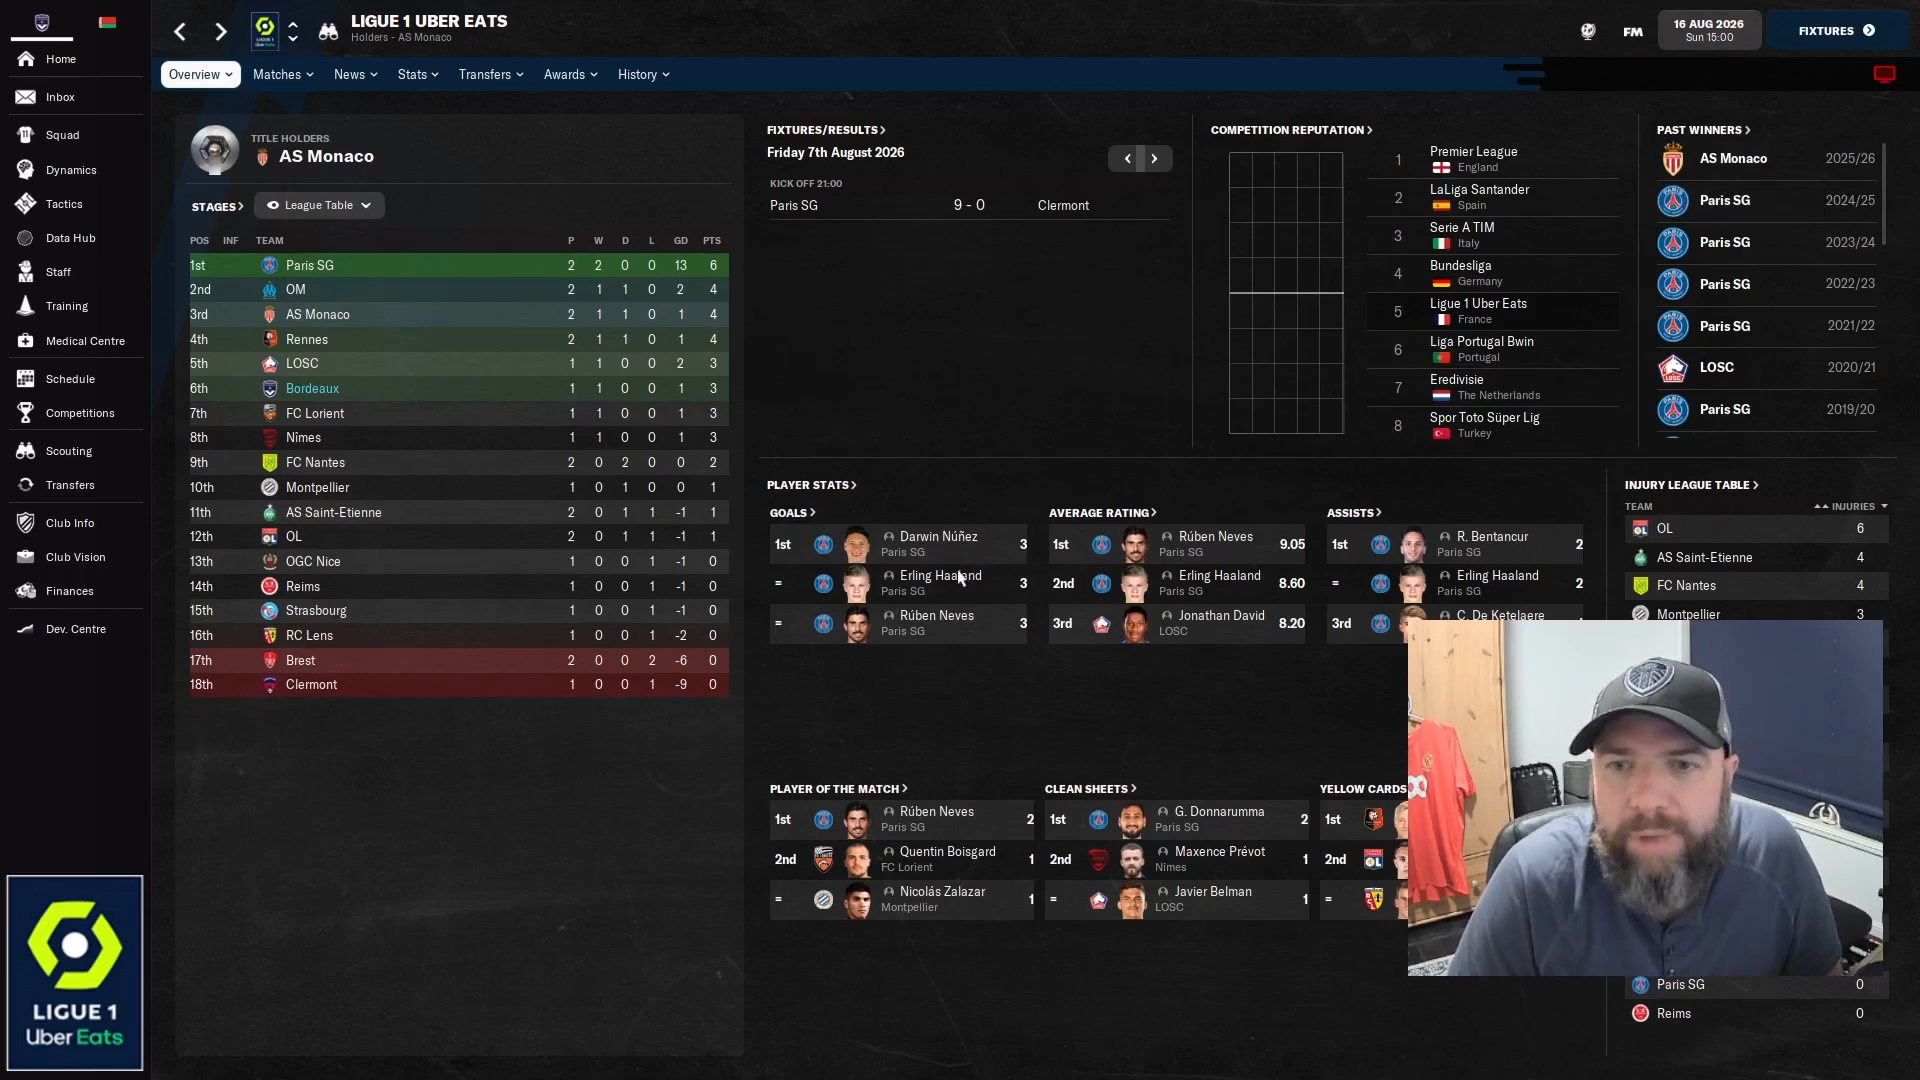 LIGUE 1 UBER EATS
Holders - AS Monaco
FM
16 AUG 2026
Sun 15:00
FIXTURES
Home
Inbox
Squad
Dynamics
Tactics
Data Hub
Staff
Training
Medical Centre
Schedule
Competitions
Scouting
Transfers
Club Info
Club Vision
Finances
Dev. Centre
LIGUE 1
Uber Eats
Overview Matches News Stats Transfers Awards History
TITLE HOLDERS
AS Monaco
STAGES League Table
POS INF TEAM P W D L GD PTS
1st Paris SG 2 2 0 0 13 6
2nd OM 2 1 1 0 2 4
3rd AS Monaco 2 1 1 0 1 4
4th Rennes 2 1 1 0 1 4
5th LOSC 1 1 0 0 2 3
6th Bordeaux 1 1 0 0 1 3
7th FC Lorient 1 1 0 0 1 3
8th Nîmes 1 1 0 0 1 3
9th FC Nantes 2 0 2 0 0 2
10th Montpellier 1 0 1 0 0 1
11th AS Saint-Etienne 2 0 1 1 -1 1
12th OL 2 0 1 1 -1 1
13th OGC Nice 1 0 0 1 -1 0
14th Reims 1 0 0 1 -1 0
15th Strasbourg 1 0 0 1 -1 0
16th RC Lens 1 0 0 1 -2 0
17th Brest 2 0 0 2 -6 0
18th Clermont 1 0 0 1 -9 0
FIXTURES/RESULTS
Friday 7th August 2026
KICK OFF 21:00
Paris SG 9 - 0 Clermont
COMPETITION REPUTATION
1 Premier League
England
2 LaLiga Santander
Spain
3 Serie A TIM
Italy
4 Bundesliga
Germany
5 Ligue 1 Uber Eats
France
6 Liga Portugal Bwin
Portugal
7 Eredivisie
The Netherlands
8 Spor Toto Süper Lig
Turkey
PAST WINNERS
AS Monaco 2025/26
Paris SG 2024/25
Paris SG 2023/24
Paris SG 2022/23
Paris SG 2021/22
LOSC 2020/21
Paris SG 2019/20
PLAYER STATS
GOALS
1st Darwin Núñez 3
Paris SG
= Erling Haaland 3
Paris SG
= Rúben Neves 3
Paris SG
AVERAGE RATING
1st Rúben Neves 9.05
Paris SG
2nd Erling Haaland 8.60
Paris SG
3rd Jonathan David 8.20
LOSC
ASSISTS
1st R. Bentancur 2
Paris SG
= Erling Haaland 2
Paris SG
3rd C. De Ketelaere
INJURY LEAGUE TABLE
TEAM INJURIES
OL 6
AS Saint-Etienne 4
FC Nantes 4
Montpellier 3
Paris SG 0
Reims 0
PLAYER OF THE MATCH
1st Rúben Neves 2
Paris SG
2nd Quentin Boisgard 1
FC Lorient
= Nicolás Zalazar 1
Montpellier
CLEAN SHEETS
1st G. Donnarumma 2
Paris SG
2nd Maxence Prévot 1
Nîmes
= Javier Belman 1
LOSC
YELLOW CARDS
1st
2nd
=